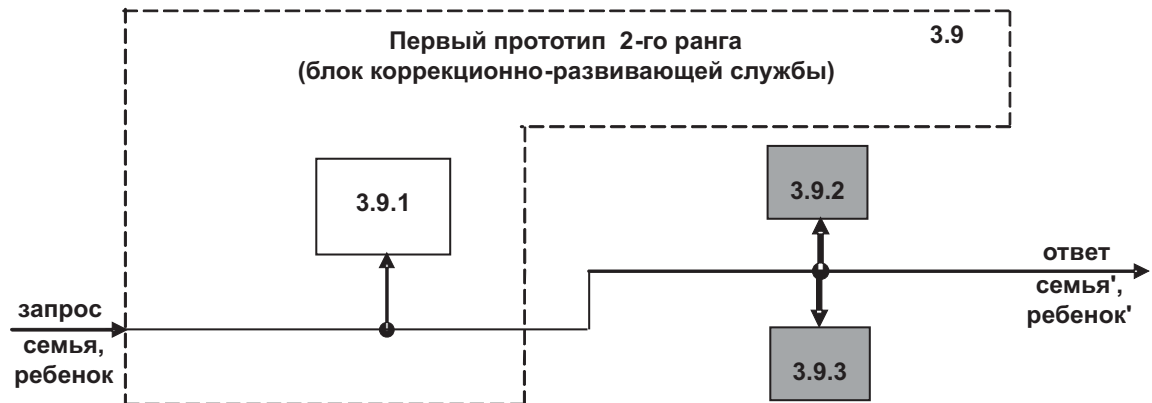 Первый прототип 2-го ранга
3.9
(блок коррекционно-развивающей службы)
3.9.1
3.9.2
ответ
семья',
ребенок'
запрос
семья,
ребенок
3.9.3